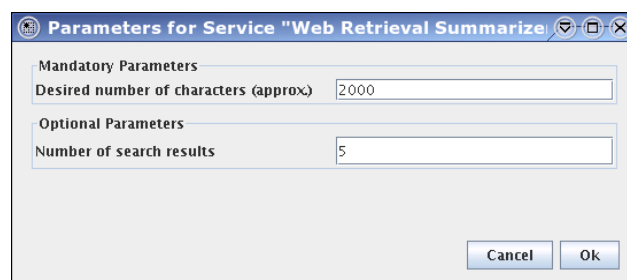 Parameters for Service "Web Retrieval Summarize
Mandatory Parameters
Desired number of characters (approx.) 2000
Optional Parameters
Number of search results 5
Cancel Ok